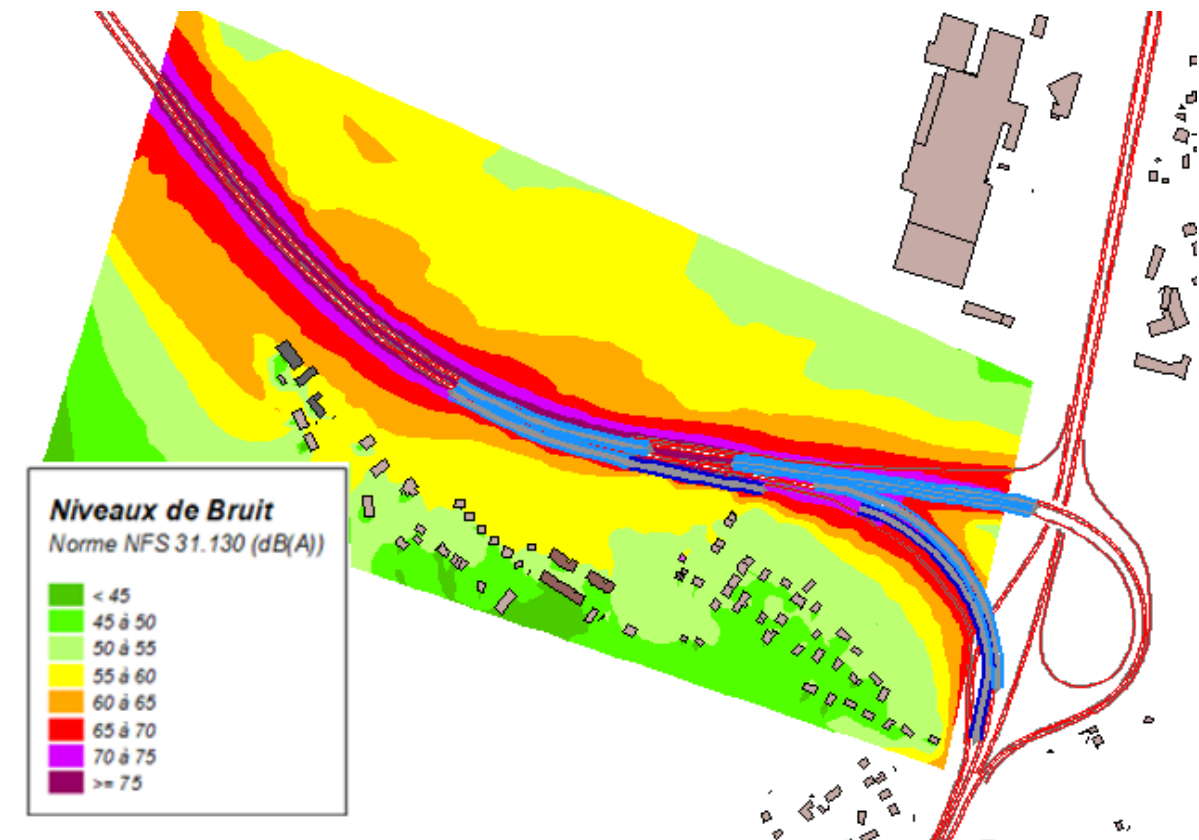 Niveaux de Bruit
Norme NFS 31.130 (dB(A))
< 45
45 à 50
50 à 55
55 à 60
60 à 65
65 à 70
70 à 75
>= 75